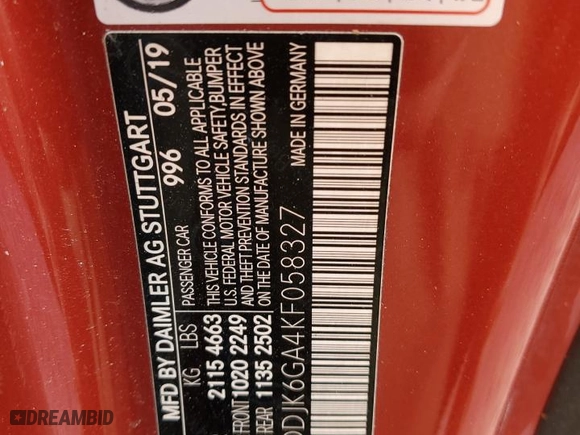 MFD BY DAIMLER AG STUTTGART
996 05/19
KG LBS PASSENGER CAR
2115 4663
FRONT 1020 2249
REAR 1135 2502
THIS VEHICLE CONFORMS TO ALL APPLICABLE
U.S. FEDERAL MOTOR VEHICLE SAFETY, BUMPER
AND THEFT PREVENTION STANDARDS IN EFFECT
ON THE DATE OF MANUFACTURE SHOWN ABOVE
MADE IN GERMANY
DDJK6GA4KF058327
DREAMBID